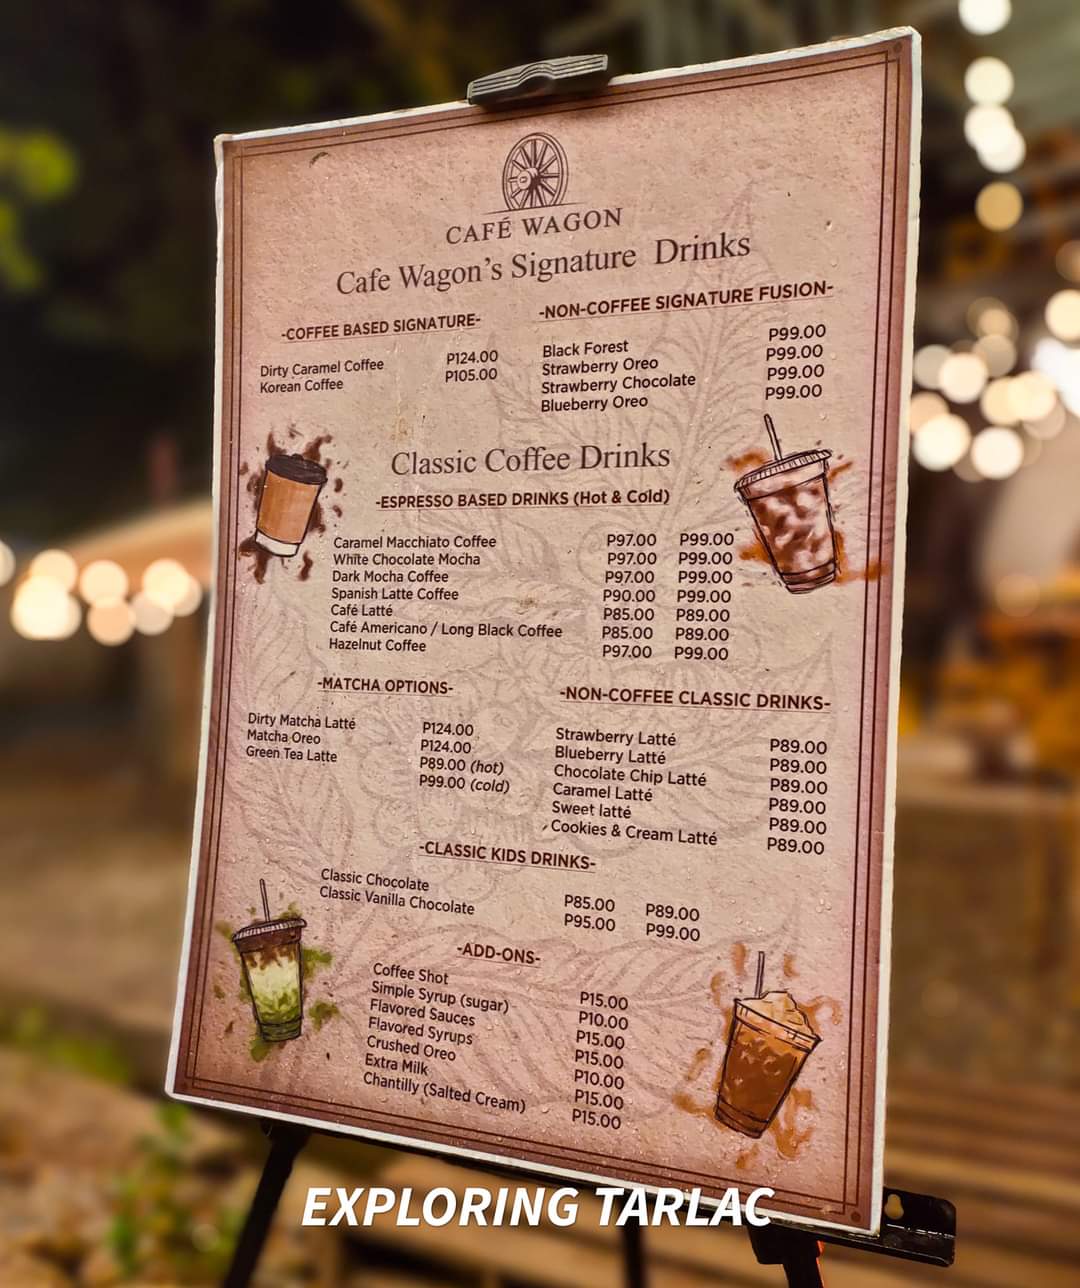 CAFÉ WAGON
Cafe Wagon's Signature Drinks
-COFFEE BASED SIGNATURE-
Dirty Caramel Coffee P124.00
Korean Coffee P105.00
-NON-COFFEE SIGNATURE FUSION-
Black Forest P99.00
Strawberry Oreo P99.00
Strawberry Chocolate P99.00
Blueberry Oreo P99.00
Classic Coffee Drinks
-ESPRESSO BASED DRINKS (Hot & Cold)
Caramel Macchiato Coffee P97.00 P99.00
White Chocolate Mocha P97.00 P99.00
Dark Mocha Coffee P97.00 P99.00
Spanish Latte Coffee P90.00 P99.00
Café Latté P85.00 P89.00
Café Americano / Long Black Coffee P85.00 P89.00
Hazelnut Coffee P97.00 P99.00
-MATCHA OPTIONS-
Dirty Matcha Latté P124.00
Matcha Oreo P124.00
Green Tea Latte P89.00 (hot)
P99.00 (cold)
-NON-COFFEE CLASSIC DRINKS-
Strawberry Latté P89.00
Blueberry Latté P89.00
Chocolate Chip Latté P89.00
Caramel Latté P89.00
Sweet latté P89.00
Cookies & Cream Latté P89.00
-CLASSIC KIDS DRINKS-
Classic Chocolate P85.00 P89.00
Classic Vanilla Chocolate P95.00 P99.00
-ADD-ONS-
Coffee Shot P15.00
Simple Syrup (sugar) P10.00
Flavored Sauces P15.00
Flavored Syrups P15.00
Crushed Oreo P10.00
Extra Milk P15.00
Chantilly (Salted Cream) P15.00
EXPLORING TARLAC